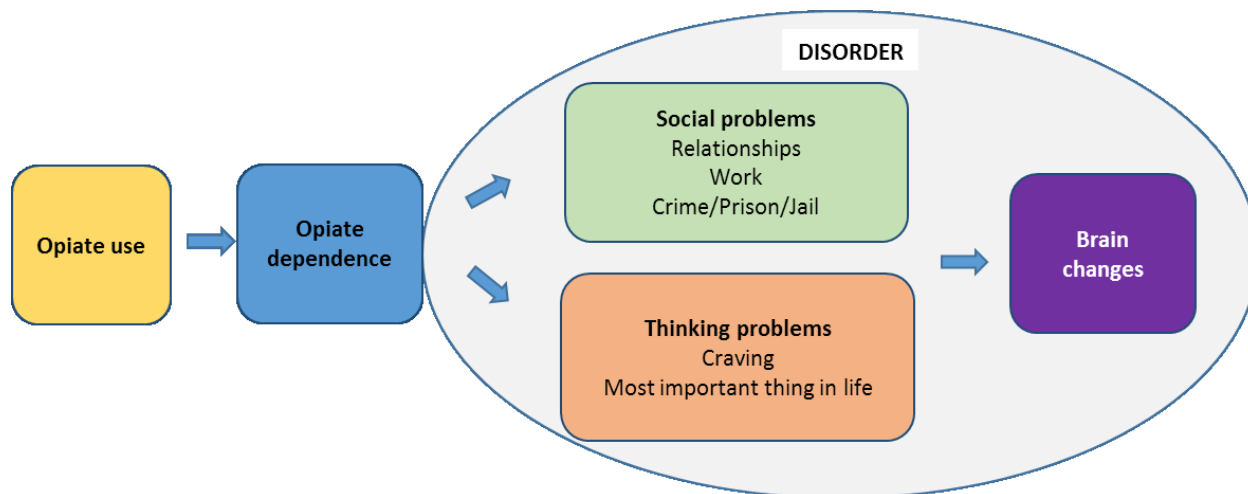 DISORDER
Opiate use
Opiate
dependence
Social problems
Relationships
Work
Crime/Prison/Jail
Thinking problems
Craving
Most important thing in life
Brain
changes